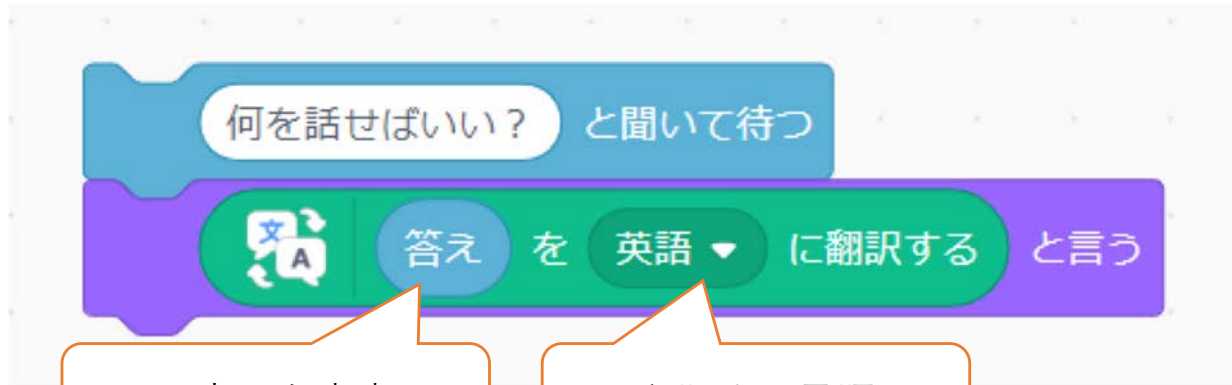 何を話せばいい？ と聞いて待つ
文 A 答え を 英語 に翻訳する と言う